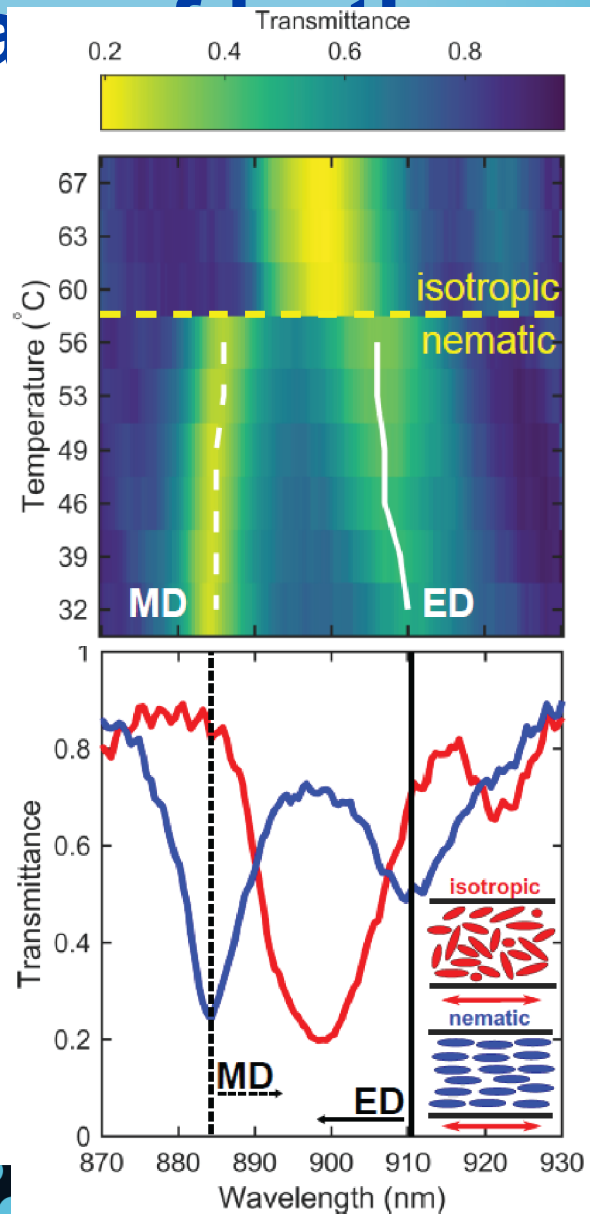 Transmittance
0.2 0.4 0.6 0.8
67
63
60
56
53
49
46
39
32
Temperature (°C)
isotropic
nematic
MD ED
1
0.8
0.6
0.4
0.2
0
Transmittance
isotropic
nematic
MD
ED
870 880 890 900 910 920 930
Wavelength (nm)